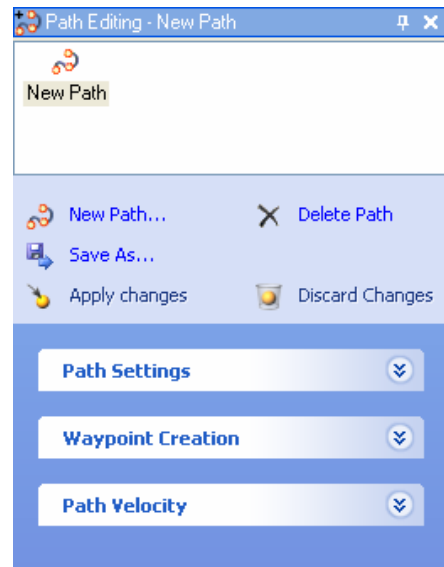 Path Editing - New Path
New Path
New Path... Delete Path
Save As...
Apply changes Discard Changes
Path Settings
Waypoint Creation
Path Velocity